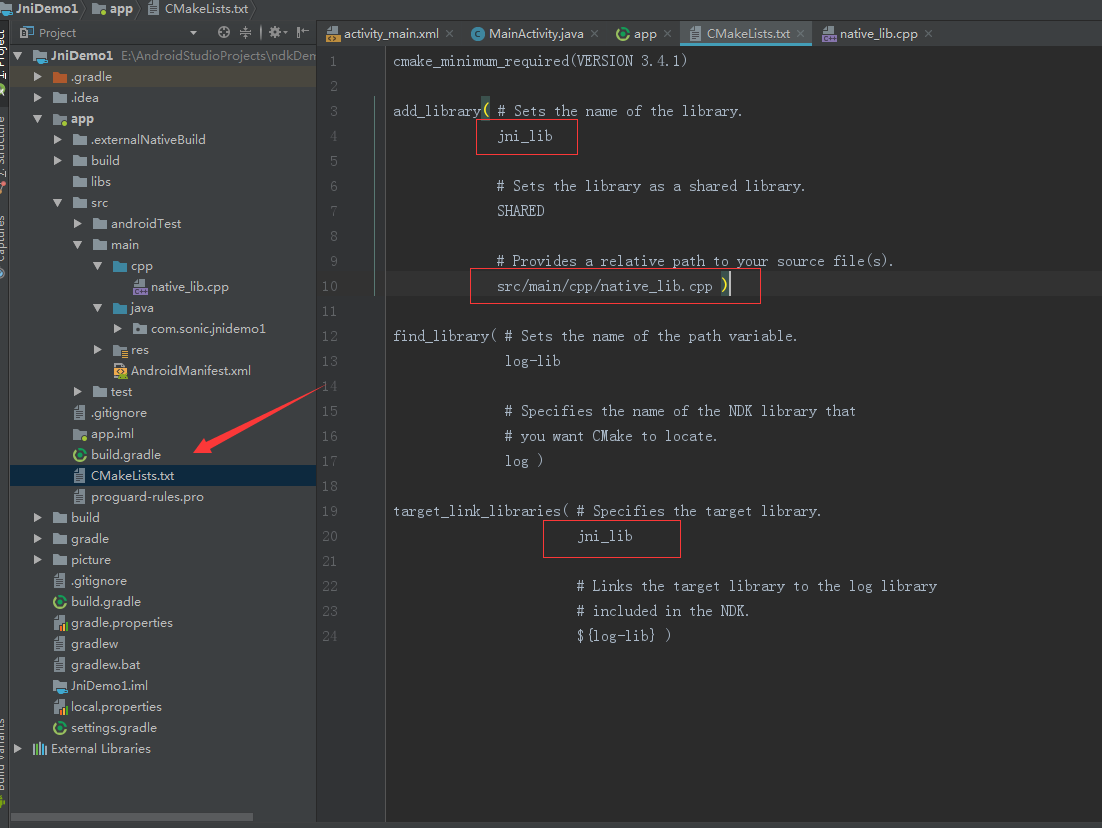 JniDemo1 app CMakeLists.txt
Project
activity_main.xml MainActivity.java app CMakeLists.txt native_lib.cpp
JniDemo1 E:\AndroidStudioProjects\ndkDem
.gradle
.idea
app
.externalNativeBuild
build
libs
src
androidTest
main
cpp
native_lib.cpp
java
com.sonic.jnidemo1
res
AndroidManifest.xml
test
.gitignore
app.iml
build.gradle
CMakeLists.txt
proguard-rules.pro
build
gradle
picture
.gitignore
build.gradle
gradle.properties
gradlew
gradlew.bat
JniDemo1.iml
local.properties
settings.gradle
External Libraries
1 cmake_minimum_required(VERSION 3.4.1)
2
3 add_library( # Sets the name of the library.
4 jni_lib
5
6 # Sets the library as a shared library.
7 SHARED
8
9 # Provides a relative path to your source file(s).
10 src/main/cpp/native_lib.cpp )
11
12 find_library( # Sets the name of the path variable.
13 log-lib
14
15 # Specifies the name of the NDK library that
16 # you want CMake to locate.
17 log )
18
19 target_link_libraries( # Specifies the target library.
20 jni_lib
21
22 # Links the target library to the log library
23 # included in the NDK.
24 ${log-lib} )